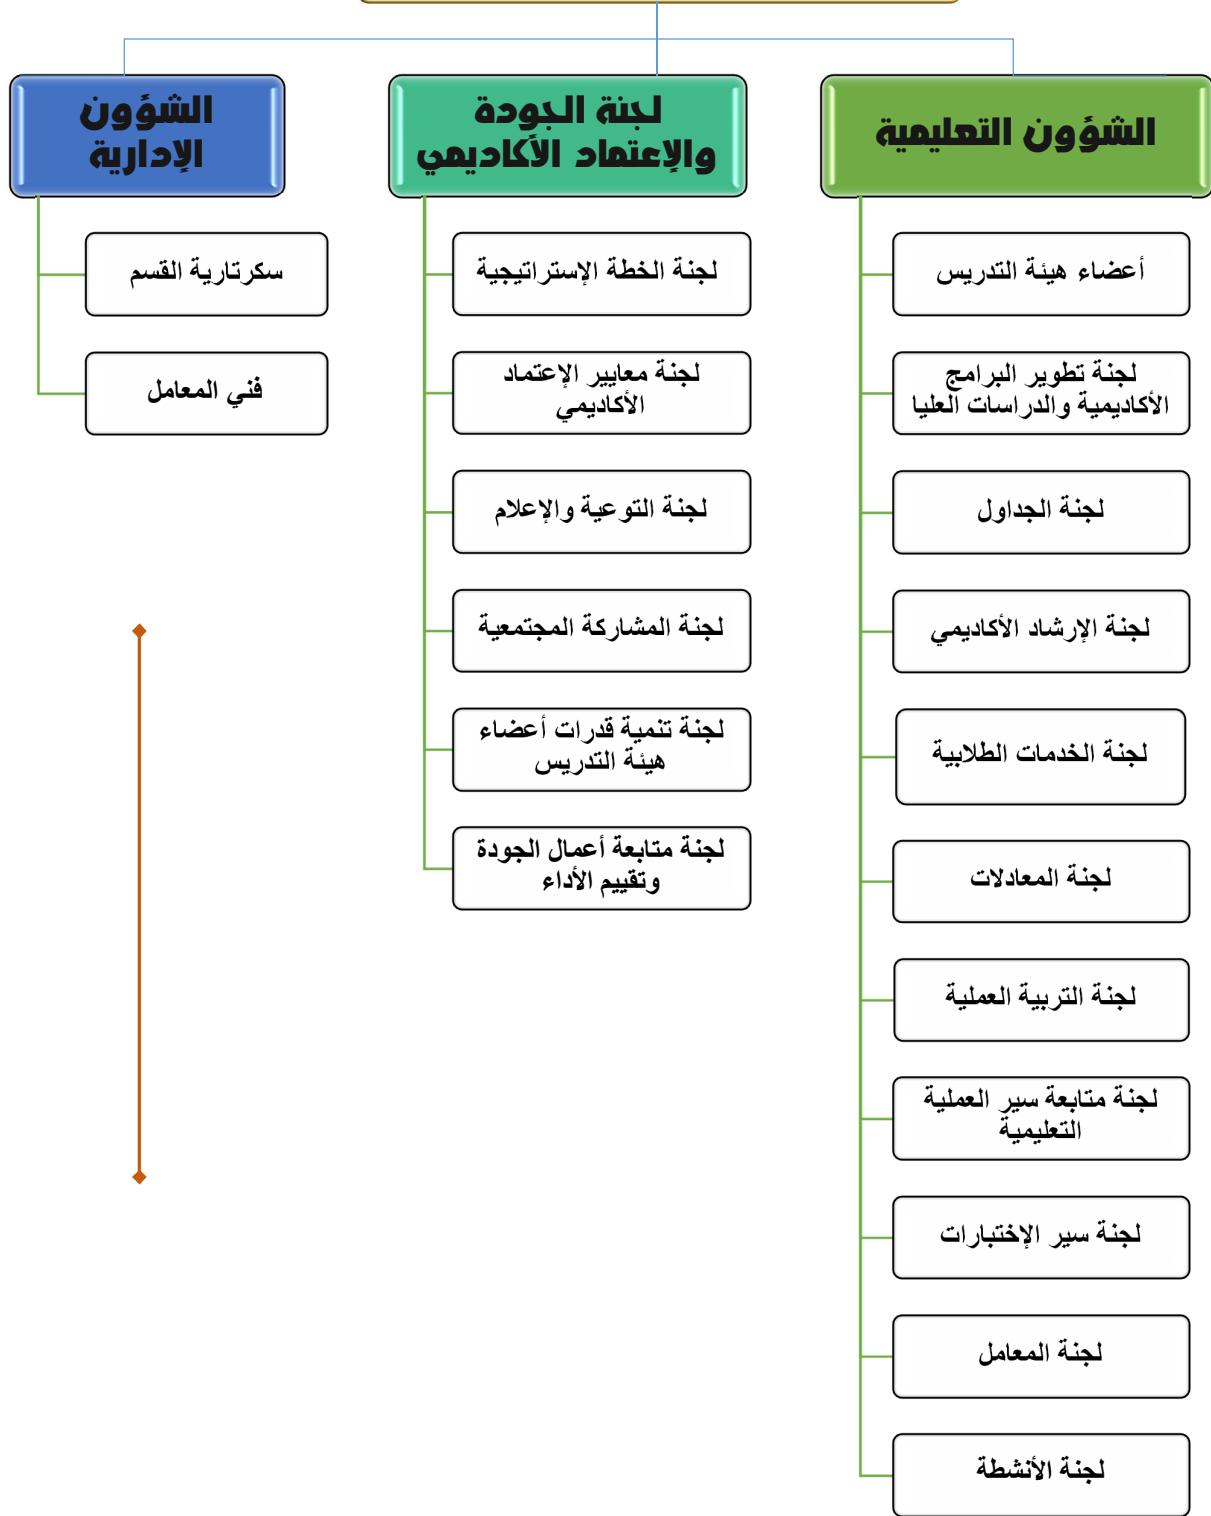 الشؤون التعليمية
أعضاء هيئة التدريس
لجنة تطوير البرامج
الأكاديمية والدراسات العليا
لجنة الجداول
لجنة الإرشاد الأكاديمي
لجنة الخدمات الطلابية
لجنة المعادلات
لجنة التربية العملية
لجنة متابعة سير العملية
التعليمية
لجنة سير الإختبارات
لجنة المعامل
لجنة الأنشطة
لجنة الجودة
والإعتماد الأكاديمي
لجنة الخطة الإستراتيجية
لجنة معايير الإعتماد
الأكاديمي
لجنة التوعية والإعلام
لجنة المشاركة المجتمعية
لجنة تنمية قدرات أعضاء
هيئة التدريس
لجنة متابعة أعمال الجودة
وتقييم الأداء
الشؤون
الإدارية
سكرتارية القسم
فني المعامل